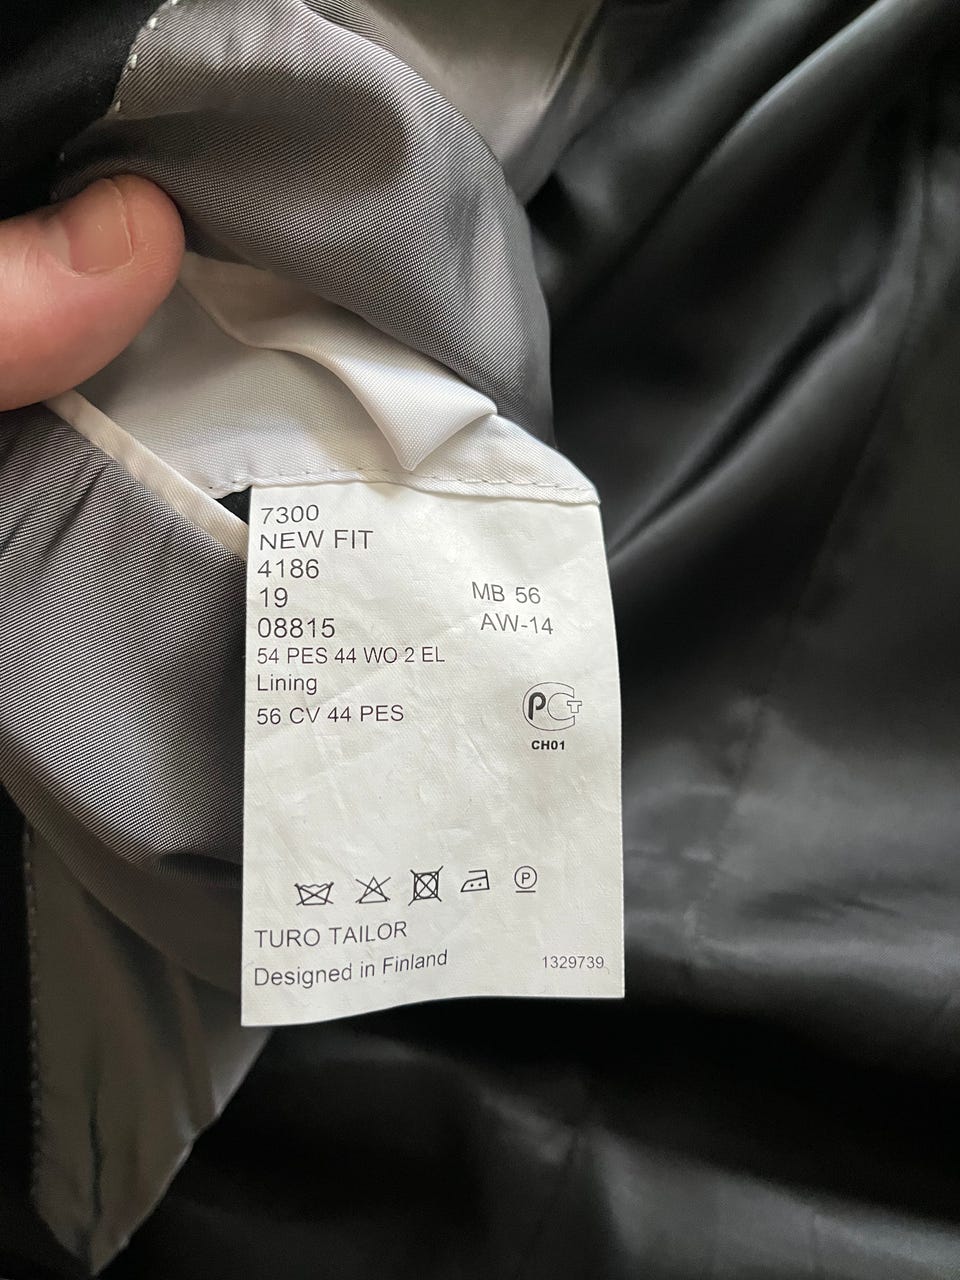 7300
NEW FIT
4186
19
08815
MB 56
AW-14
54 PES 44 WO 2 EL
Lining
56 CV 44 PES
РСТ
CH01
P
TURO TAILOR
Designed in Finland
1329739